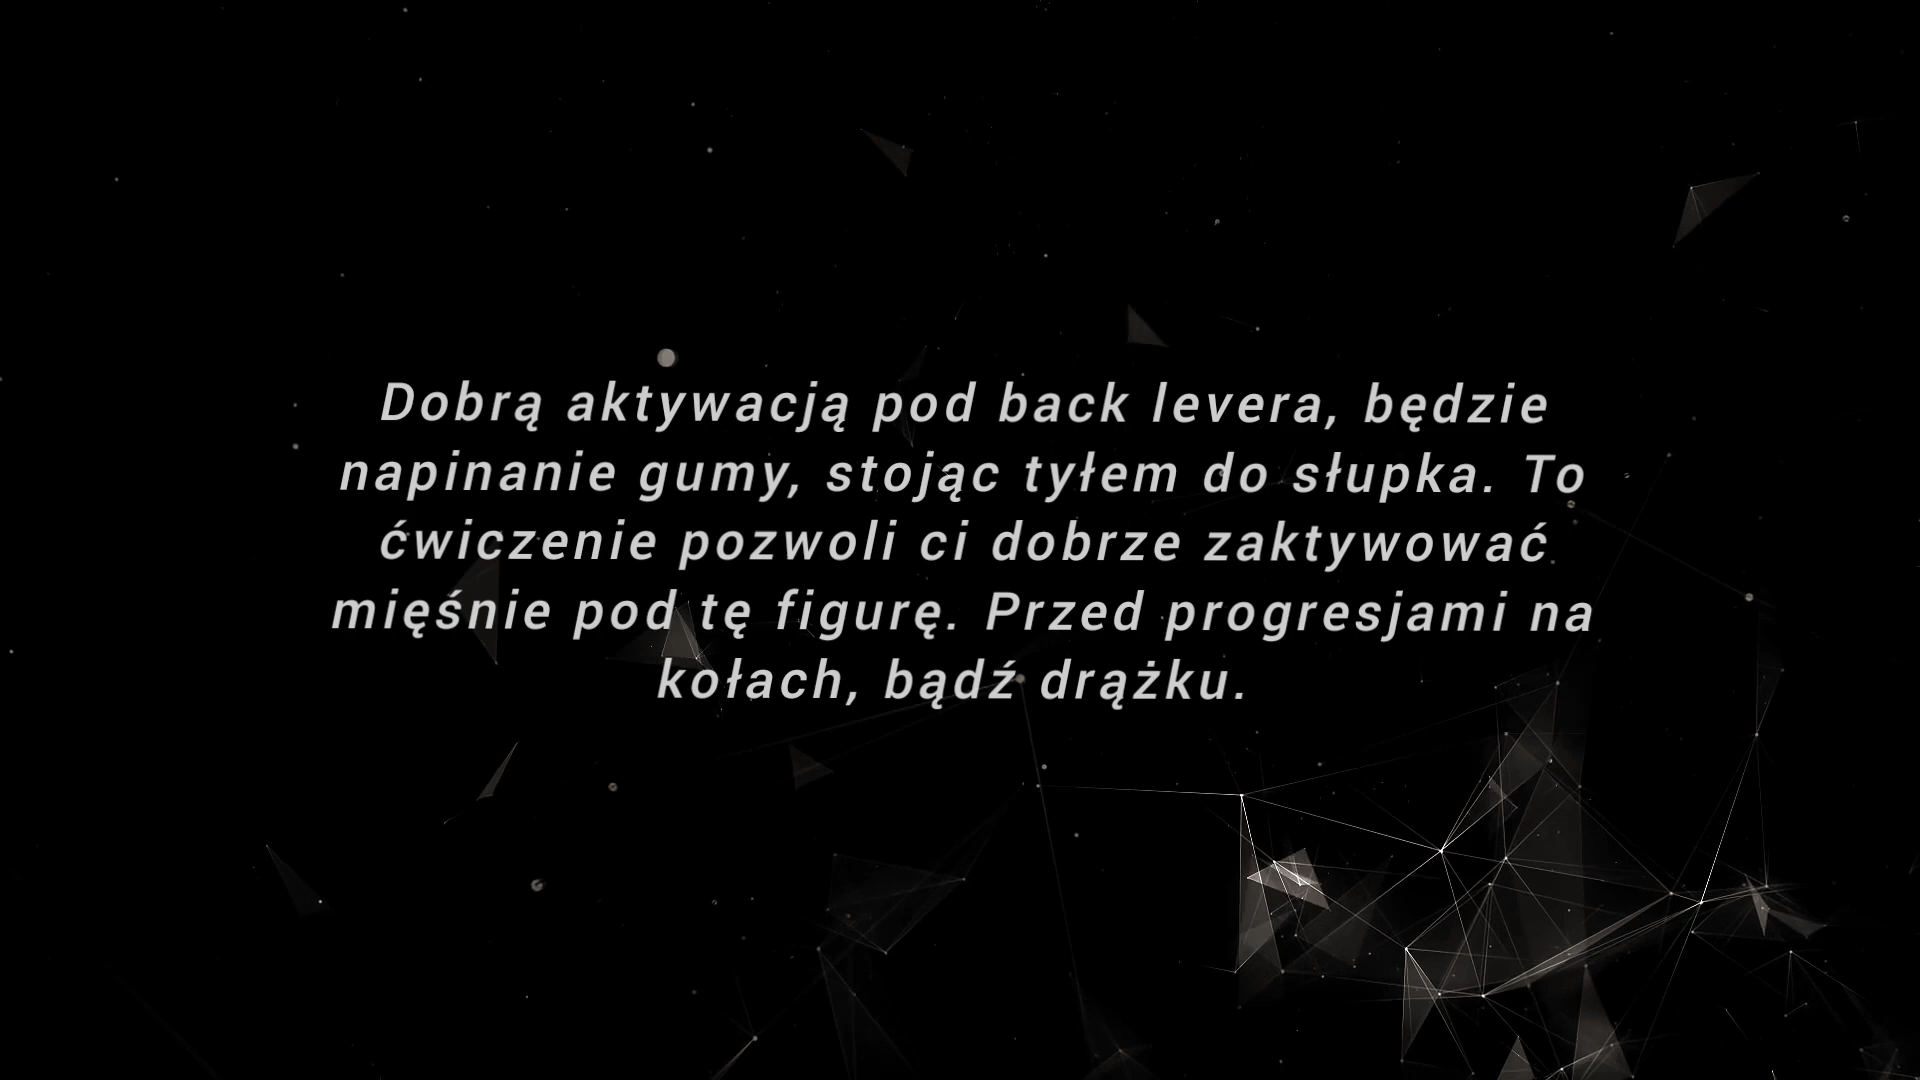 Dobrą aktywacją pod back levera, będzie
napinanie gumy, stojąc tyłem do słupka. To
ćwiczenie pozwoli ci dobrze zaktywować
mięśnie pod tę figurę. Przed progresjami na
kołach, bądź drążku.